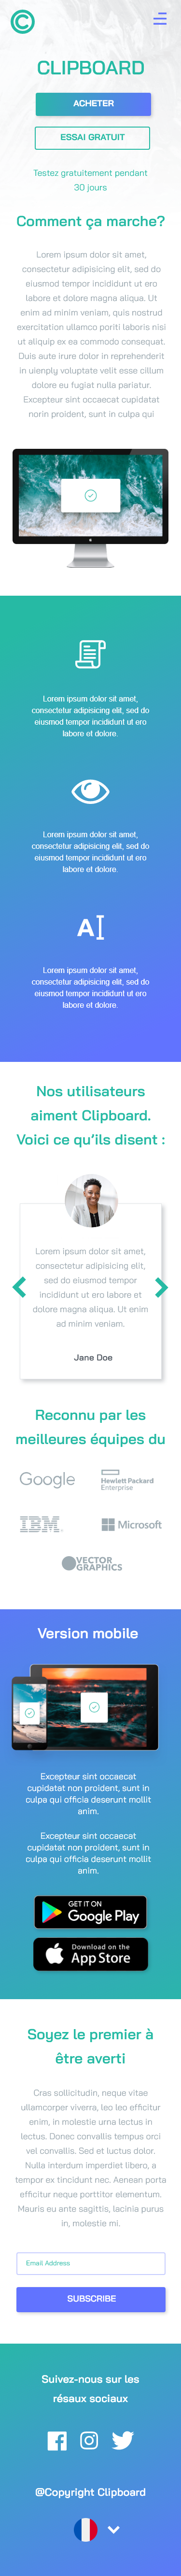 ©
CLIPBOARD
ACHETER
ESSAI GRATUIT
Testez gratuitement pendant
30 jours
Comment ça marche?
Lorem ipsum dolor sit amet,
consectetur adipisicing elit, sed do
eiusmod tempor incididunt ut ero
labore et dolore magna aliqua. Ut
enim ad minim veniam, quis nostrud
exercitation ullamco poriti laboris nisi
ut aliquip ex ea commodo consequat.
Duis aute irure dolor in reprehenderit
in uienply voluptate velit esse cillum
dolore eu fugiat nulla pariatur.
Excepteur sint occaecat cupidatat
norin proident, sunt in culpa qui
Lorem ipsum dolor sit amet,
consectetur adipisicing elit, sed do
eiusmod tempor incididunt ut ero
labore et dolore.
Lorem ipsum dolor sit amet,
consectetur adipisicing elit, sed do
eiusmod tempor incididunt ut ero
labore et dolore.
A
Lorem ipsum dolor sit amet,
consectetur adipisicing elit, sed do
eiusmod tempor incididunt ut ero
labore et dolore.
Nos utilisateurs
aiment Clipboard.
Voici ce qu'ils disent :
Lorem ipsum dolor sit amet,
consectetur adipisicing elit,
sed do eiusmod tempor
incididunt ut ero labore et
dolore magna aliqua. Ut enim
ad minim veniam.
Jane Doe
Reconnu par les
meilleures équipes du
Google
Hewlett Packard
Enterprise
IBM
Microsoft
VECTOR
GRAPHICS
Version mobile
Excepteur sint occaecat
cupidatat non proident, sunt in
culpa qui officia deserunt mollit
anim.
Excepteur sint occaecat
cupidatat non proident, sunt in
culpa qui officia deserunt mollit
anim.
GET IT ON
Google Play
Download on the
App Store
Soyez le premier à
être averti
Cras sollicitudin, neque vitae
ullamcorper viverra, leo leo efficitur
enim, in molestie urna lectus in
lectus. Donec convallis tempus orci
vel convallis. Sed et luctus dolor.
Nulla interdum imperdiet libero, a
tempor ex tincidunt nec. Aenean porta
efficitur neque porttitor elementum.
Mauris eu ante sagittis, lacinia purus
in, molestie mi.
Email Address
SUBSCRIBE
Suivez-nous sur les
résaux sociaux
@Copyright Clipboard